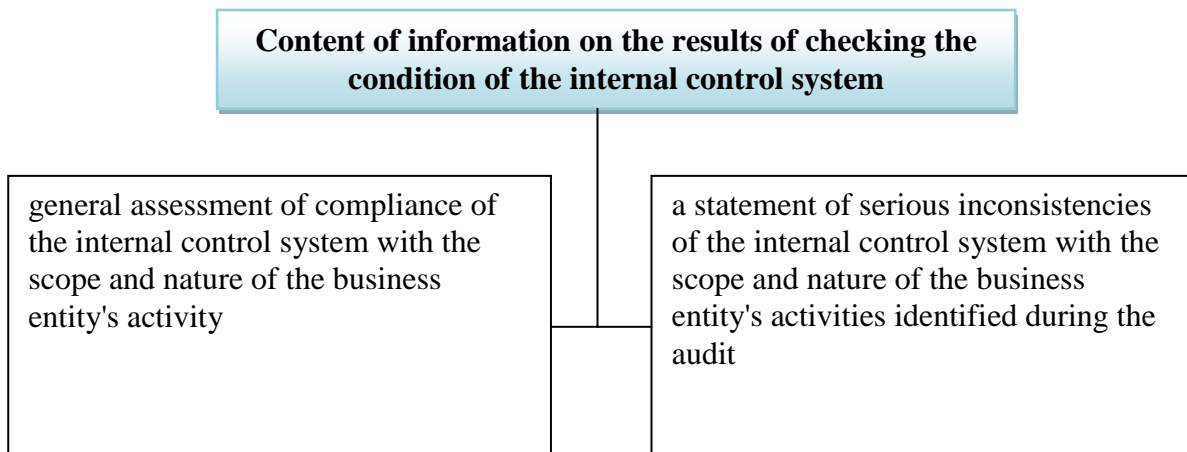 Content of information on the results of checking the
condition of the internal control system
general assessment of compliance of
the internal control system with the
scope and nature of the business
entity's activity
a statement of serious inconsistencies
of the internal control system with the
scope and nature of the business
entity's activities identified during the
audit